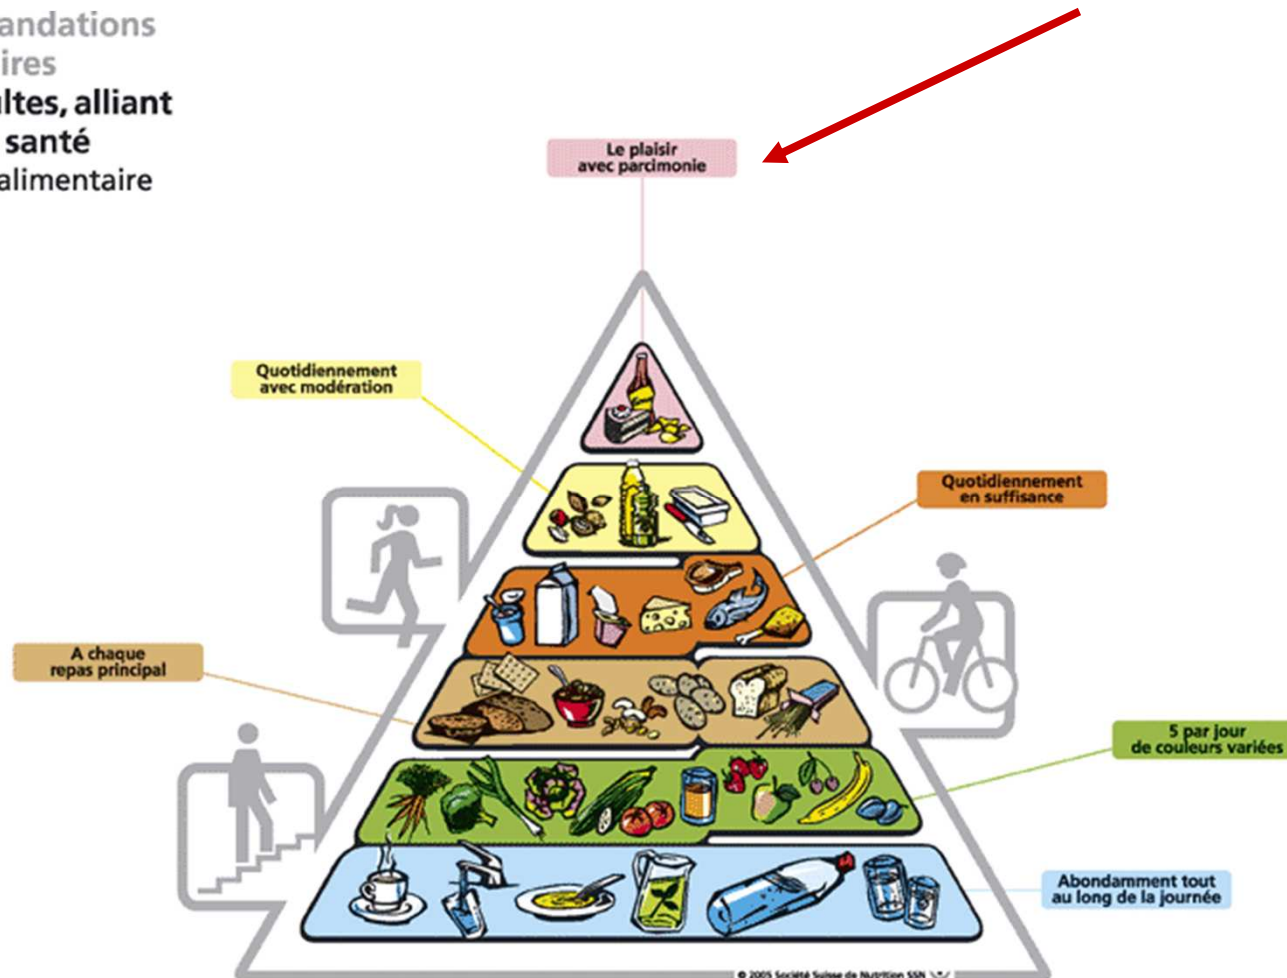 andations
ires
ltes, alliant
santé
alimentaire
Le plaisir
avec parcimonie
Quotidiennement
avec modération
Quotidiennement
en suffisance
A chaque
repas principal
5 par jour
de couleurs variées
Abondamment tout
au long de la journée
© 2005 Société Suisse de Nutrition SSN